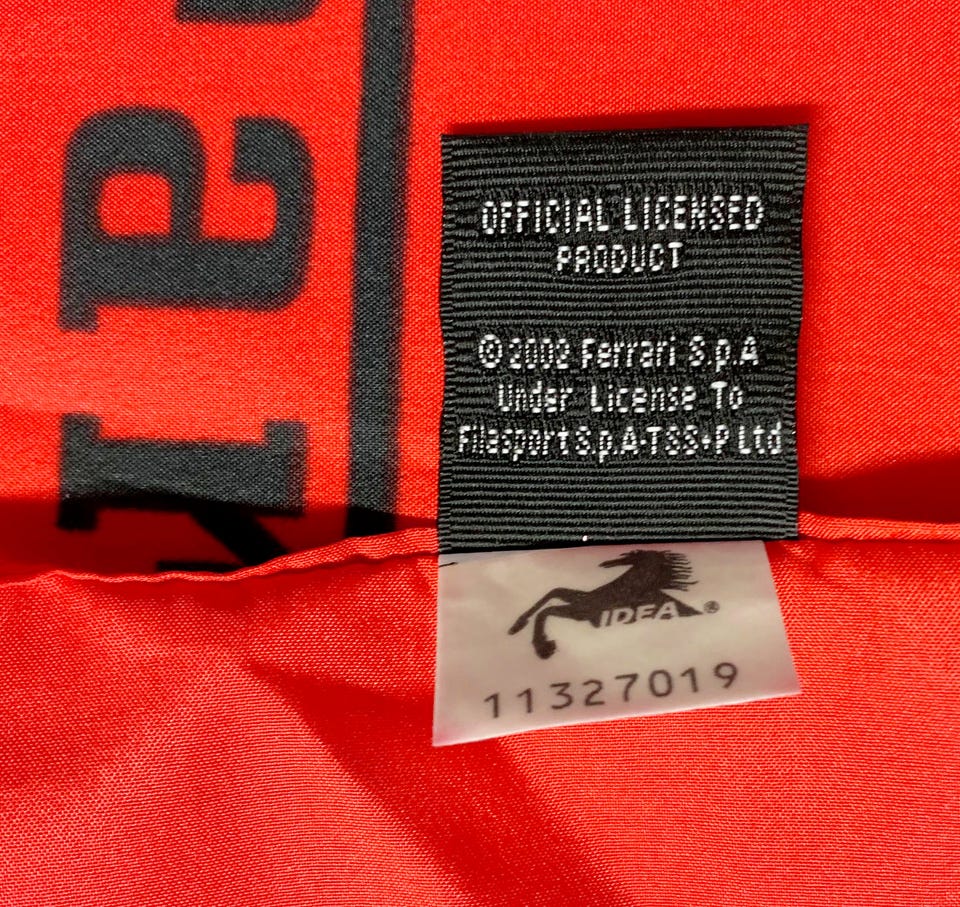 OFFICIAL LICENSED
PRODUCT
© 2002 Ferrari S.p.A
Under License To
Filasport S.p.A-TSS+P Ltd
IDEA ®
11327019